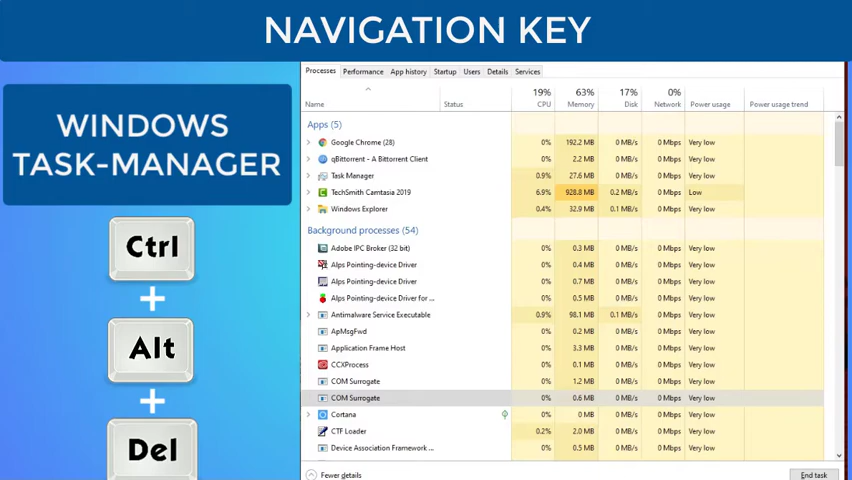 NAVIGATION KEY
WINDOWS
TASK-MANAGER
Ctrl
+
Alt
+
Del
Processes Performance App history Startup Users Details Services
19% 63% 17% 0%
Name Status CPU Memory Disk Network Power usage Power usage trend
Apps (5)
Google Chrome (28) 0% 192.2 MB 0 MB/s 0 Mbps Very low
qBittorrent - A Bittorrent Client 0% 2.2 MB 0 MB/s 0 Mbps Very low
Task Manager 0.9% 27.6 MB 0 MB/s 0 Mbps Very low
TechSmith Camtasia 2019 6.9% 928.8 MB 0.2 MB/s 0 Mbps Low
Windows Explorer 0.4% 32.9 MB 0.1 MB/s 0 Mbps Very low
Background processes (54)
Adobe IPC Broker (32 bit) 0% 0.3 MB 0 MB/s 0 Mbps Very low
Alps Pointing-device Driver 0% 0.4 MB 0 MB/s 0 Mbps Very low
Alps Pointing-device Driver 0% 0.7 MB 0 MB/s 0 Mbps Very low
Alps Pointing-device Driver for ... 0% 0.5 MB 0 MB/s 0 Mbps Very low
Antimalware Service Executable 0.9% 98.1 MB 0.1 MB/s 0 Mbps Very low
ApMsgFwd 0% 0.2 MB 0 MB/s 0 Mbps Very low
Application Frame Host 0% 3.3 MB 0 MB/s 0 Mbps Very low
CCXProcess 0% 0.1 MB 0 MB/s 0 Mbps Very low
COM Surrogate 0% 1.2 MB 0 MB/s 0 Mbps Very low
COM Surrogate 0% 0.6 MB 0 MB/s 0 Mbps Very low
Cortana 0% 0 MB 0 MB/s 0 Mbps Very low
CTF Loader 0.2% 2.0 MB 0 MB/s 0 Mbps Very low
Device Association Framework ... 0% 0.5 MB 0 MB/s 0 Mbps Very low
Fewer details End task